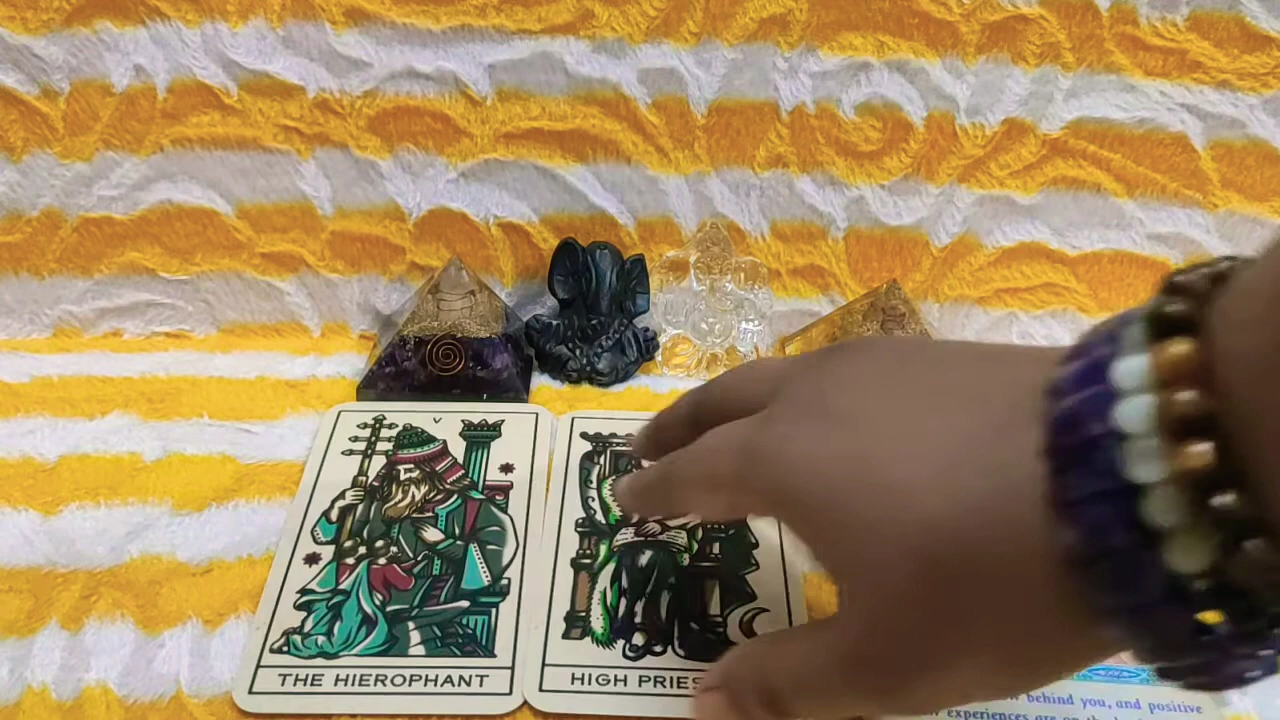 V
THE HIEROPHANT
HIGH PRIES
behind you, and positive
experiences are on the